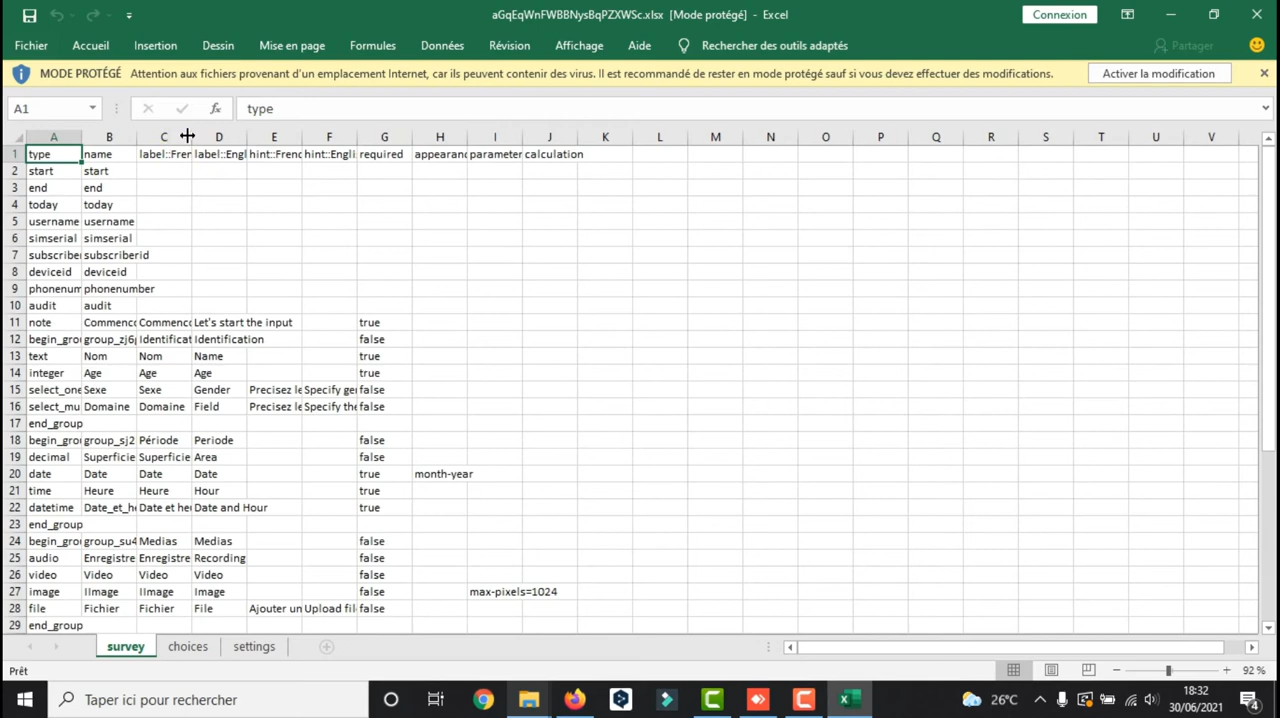 aGqEqWnFWBBNysBqPZXWSc.xlsx [Mode protégé] - Excel
Connexion
Fichier Accueil Insertion Dessin Mise en page Formules Données Révision Affichage Aide Rechercher des outils adaptés Partager
MODE PROTÉGÉ Attention aux fichiers provenant d'un emplacement Internet, car ils peuvent contenir des virus. Il est recommandé de rester en mode protégé sauf si vous devez effectuer des modifications. Activer la modification
A1 fx type
A B C D E F G H I J K L M N O P Q R S T U V
1 type name label::Fren label::Engl hint::Frenc hint::Engli required appearanc parameter calculation
2 start start
3 end end
4 today today
5 username username
6 simserial simserial
7 subscribe subscriberid
8 deviceid deviceid
9 phonenum phonenumber
10 audit audit
11 note Commenc Commenc Let's start the input true
12 begin_gro group_zj6 Identificat Identification false
13 text Nom Nom Name true
14 integer Age Age Age true
15 select_one Sexe Sexe Gender Precisez le Specify ge false
16 select_mu Domaine Domaine Field Precisez le Specify the false
17 end_group
18 begin_gro group_sj2 Période Periode false
19 decimal Superficie Superficie Area false
20 date Date Date Date true month-year
21 time Heure Heure Hour true
22 datetime Date_et_h Date et he Date and Hour true
23 end_group
24 begin_gro group_su4 Medias Medias false
25 audio Enregistre Enregistre Recording false
26 video Video Video Video false
27 image IImage IImage Image false max-pixels=1024
28 file Fichier Fichier File Ajouter un Upload fil false
29 end_group
survey choices settings
Prêt 92 %
Taper ici pour rechercher 26°C 18:32
30/06/2021 4